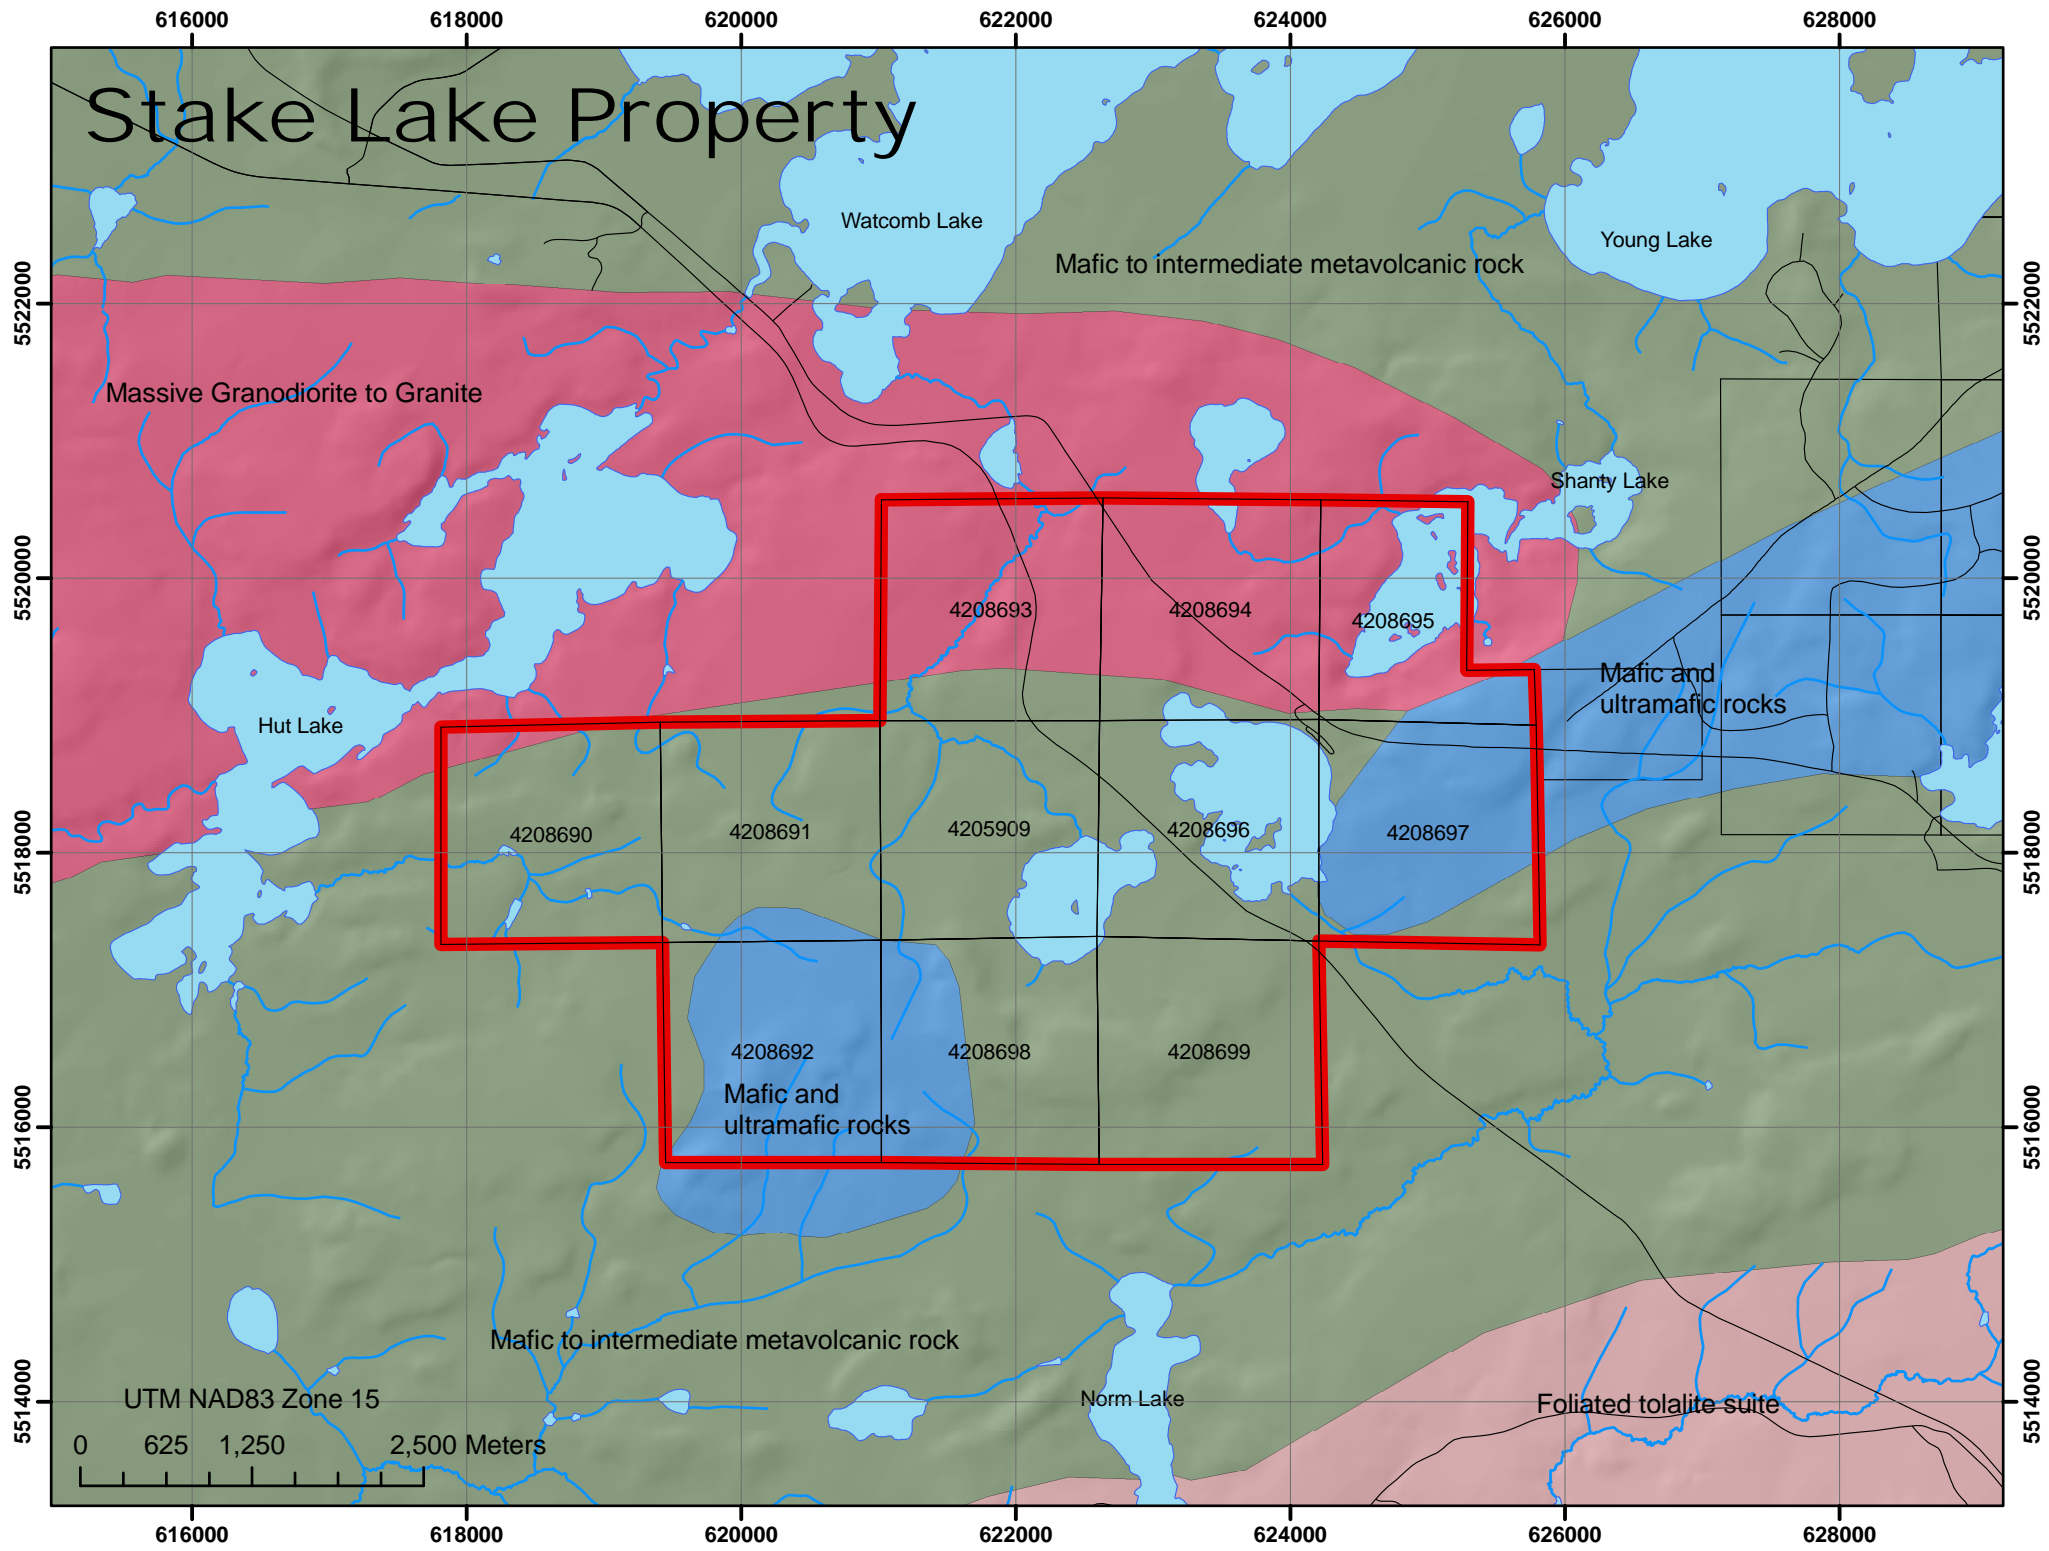 616000 618000 620000 622000 624000 626000 628000
Stake Lake Property
Watcomb Lake
Young Lake
Mafic to intermediate metavolcanic rock
5522000
5522000
Massive Granodiorite to Granite
Shanty Lake
5520000
5520000
4208693
4208694
4208695
Mafic and
ultramafic rocks
Hut Lake
4208690
4208691
4205909
4208696
4208697
5518000
5518000
4208692
4208698
4208699
Mafic and
ultramafic rocks
5516000
5516000
Mafic to intermediate metavolcanic rock
Norm Lake
Foliated tolalite suite
5514000
5514000
UTM NAD83 Zone 15
0 625 1,250 2,500 Meters
616000 618000 620000 622000 624000 626000 628000